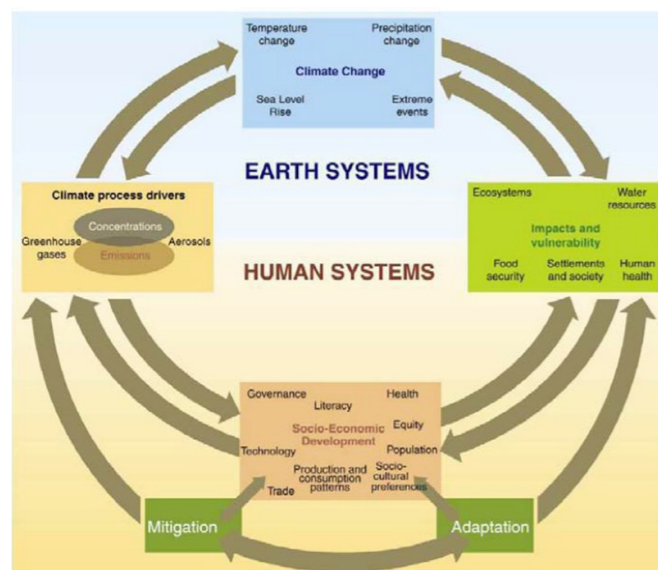 Temperature
change
Precipitation
change
Climate Change
Sea Level
Rise
Extreme
events
EARTH SYSTEMS
Climate process drivers
Concentrations
Greenhouse
gases
Aerosols
Emissions
Ecosystems
Water
resources
Impacts and
vulnerability
Food
security
Settlements
and society
Human
health
HUMAN SYSTEMS
Governance
Health
Literacy
Equity
Socio-Economic
Development
Technology
Population
Production and
consumption
patterns
Socio-
cultural
preferences
Trade
Mitigation
Adaptation